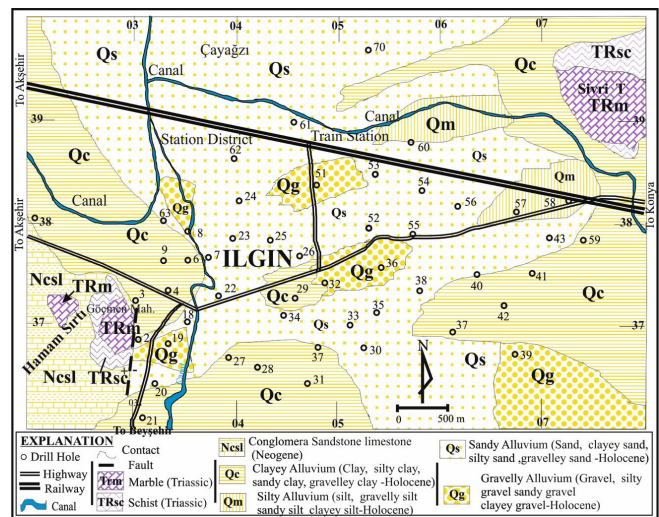 03 04 05 07
To Akşehir
Qs
Çayağzı
70
Qc
TRsc
Canal
Qs
Sivri T
TRm
39
61
Canal
Qm
39
Station District
Train Station
60
Qc
62
Qs
53
Qm
51
54
Qg
Canal
24
56
57
58
To Konya
Qg
63
Qs
52
38
38
To Akşehir
8
23
25
55
43
59
Qc
9
6
7
ILGIN
26
Qg
36
Ncsl
TRm
4
22
29
32
38
40
41
3
Qc
Göçmen Mah.
18
34
35
42
37
TRm
Qs
33
37
37
Hamam Sırtı
2
19
Qg
37
30
N
39
27
Qs
Ncsl
TRsc
28
Qg
20
31
Qc
03
21
04
05
0 500 m
07
To Beyşehir
EXPLANATION
Drill Hole
Highway
Railway
Canal
Contact
Fault
Trm Marble (Triassic)
TRsc Schist (Triassic)
Ncsl Conglomera Sandstone limestone
(Neogene)
Qc Clayey Alluvium (Clay, silty clay,
sandy clay, gravelley clay -Holocene)
Qm Silty Alluvium (silt, gravelly silt
sandy silt clayey silt-Holocene)
Qs Sandy Alluvium (Sand, clayey sand,
silty sand ,gravelley sand -Holocene)
Qg Gravelly Alluvium (Gravel, silty
gravel sandy gravel
clayey gravel-Holocene)